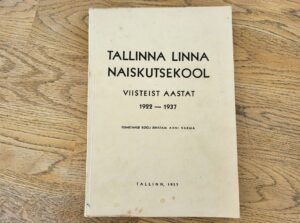 TALLINNA LINNA
NAISKUTSEKOOL
VIISTEIST AASTAT
1922 — 1937
TALLINN, 1937